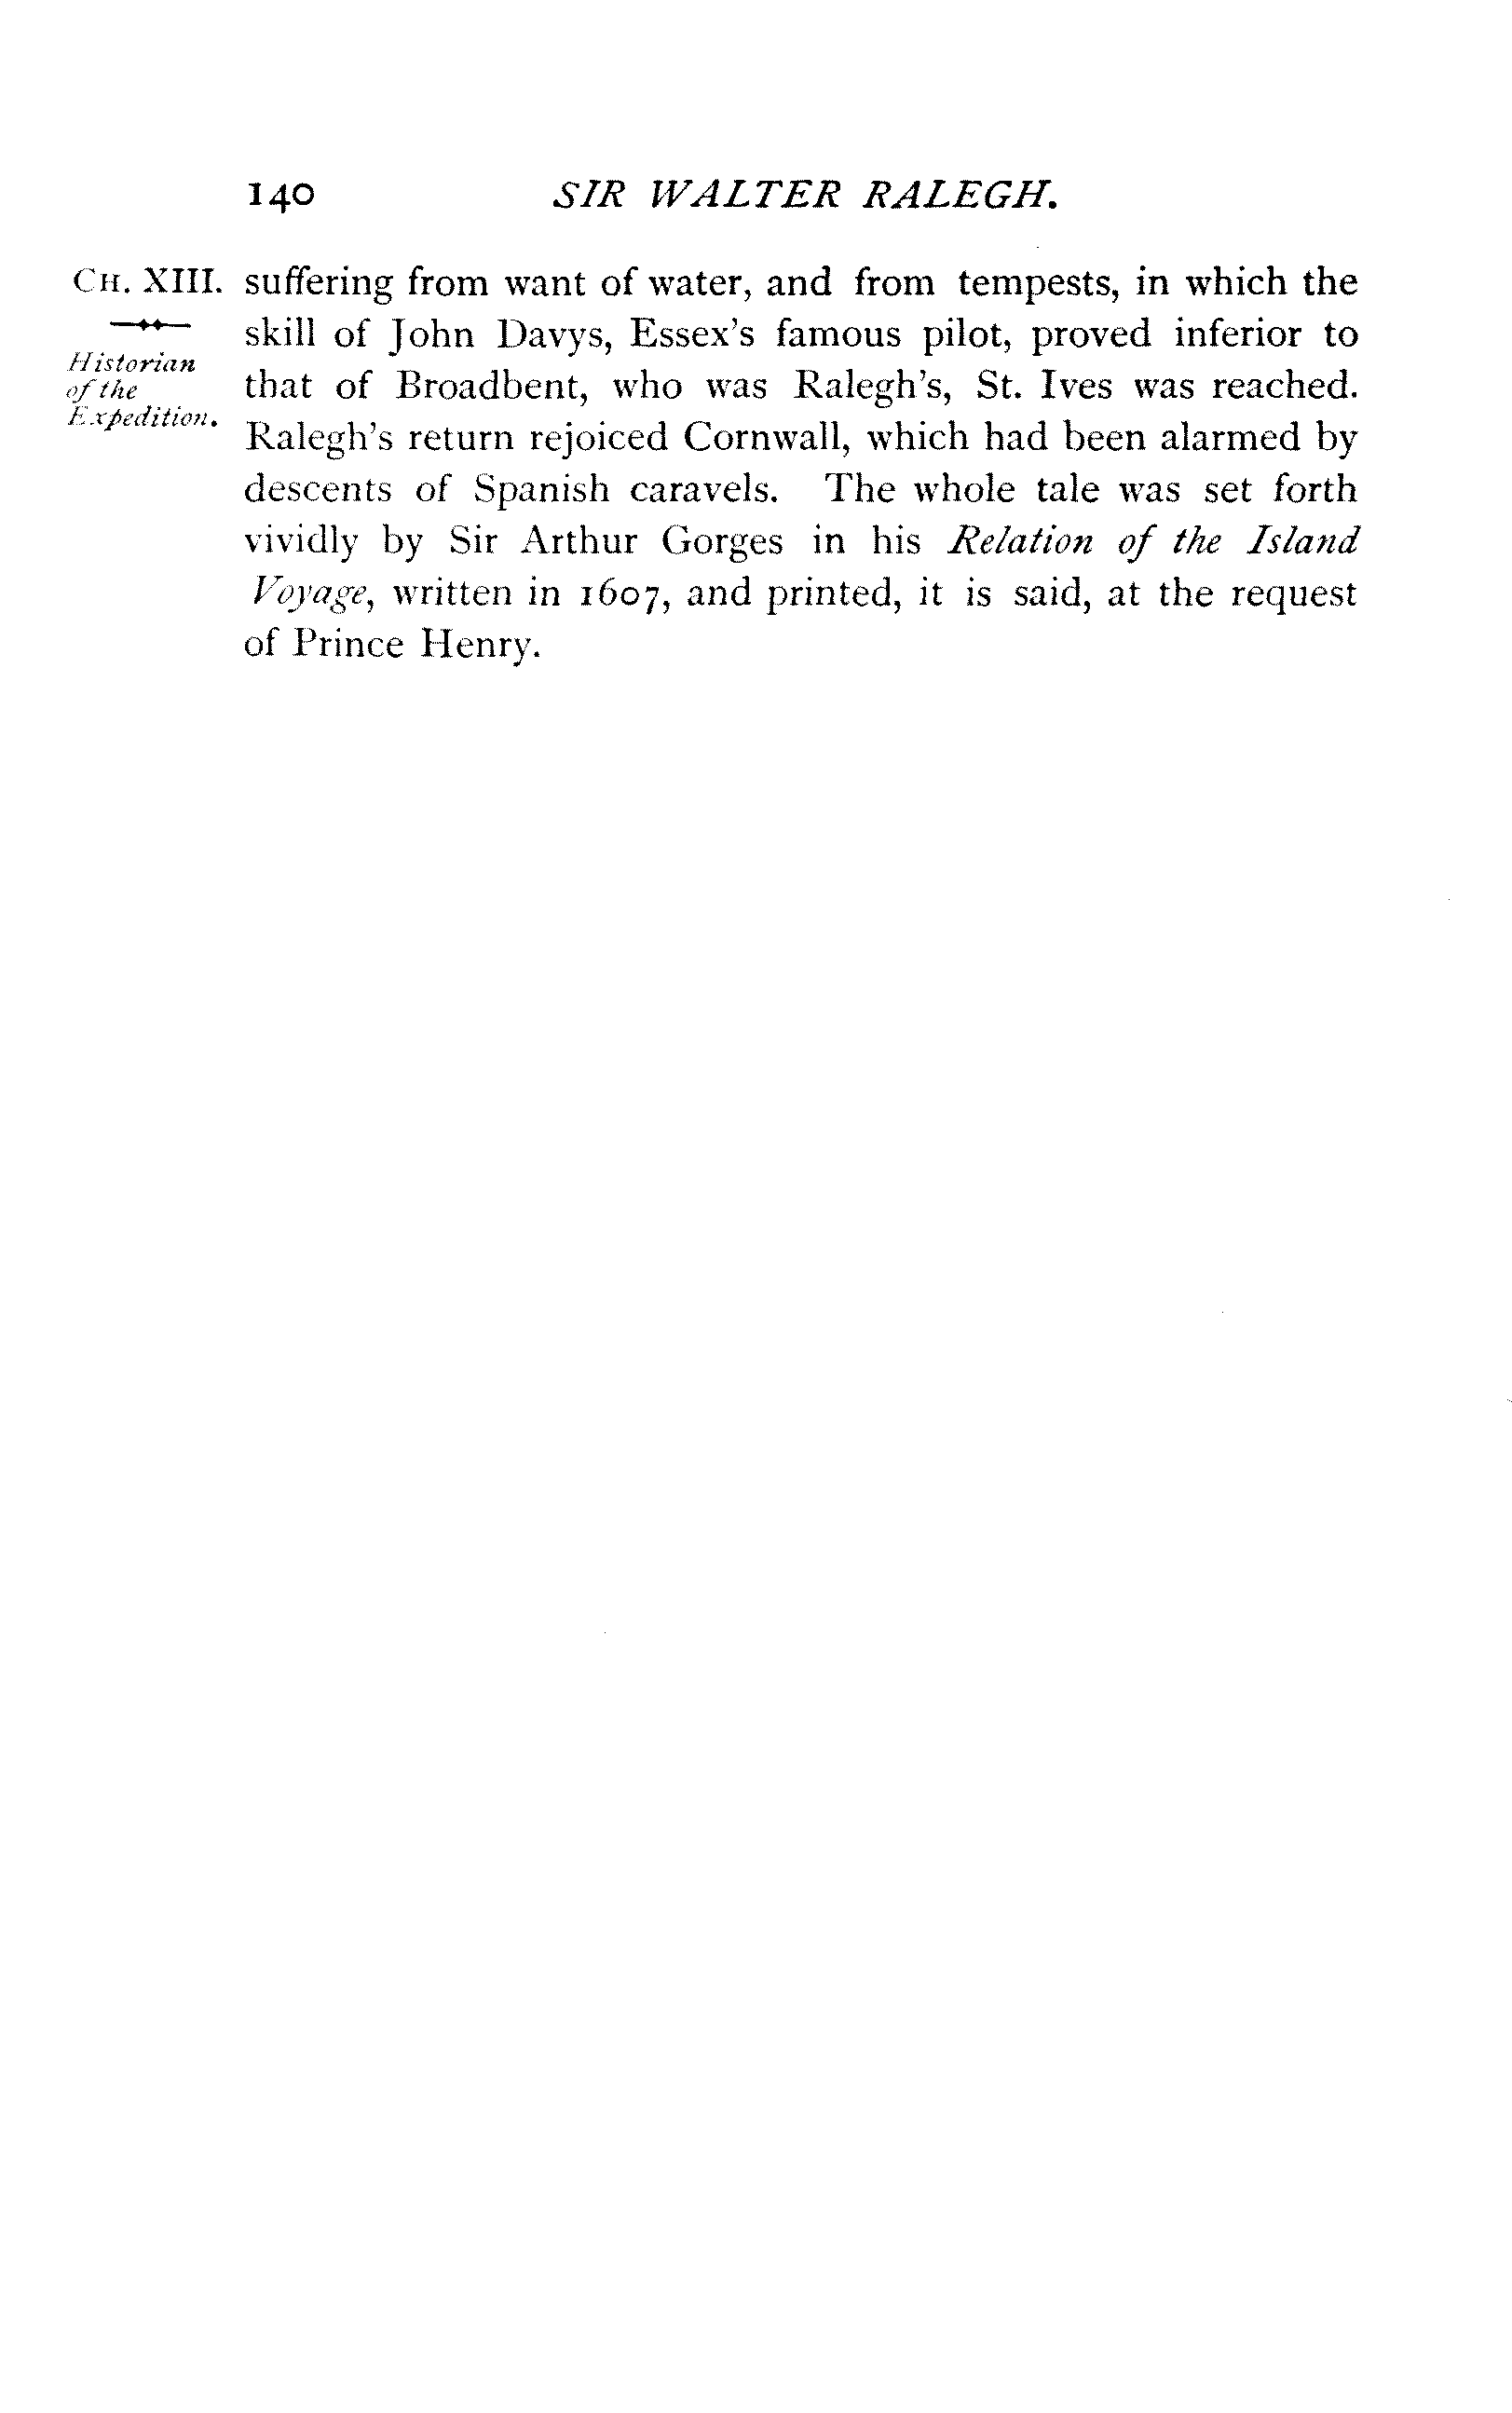 140 SIR WALTER RALEGH.
CH. XIII. suffering from want of water, and from tempests, in which the
skill of John Davys, Essex's famous pilot, proved inferior to
Historian
of the
Expedition.
that of Broadbent, who was Ralegh's, St. Ives was reached.
Ralegh's return rejoiced Cornwall, which had been alarmed by
descents of Spanish caravels. The whole tale was set forth
vividly by Sir Arthur Gorges in his Relation of the Island
Voyage, written in 1607, and printed, it is said, at the request
of Prince Henry.